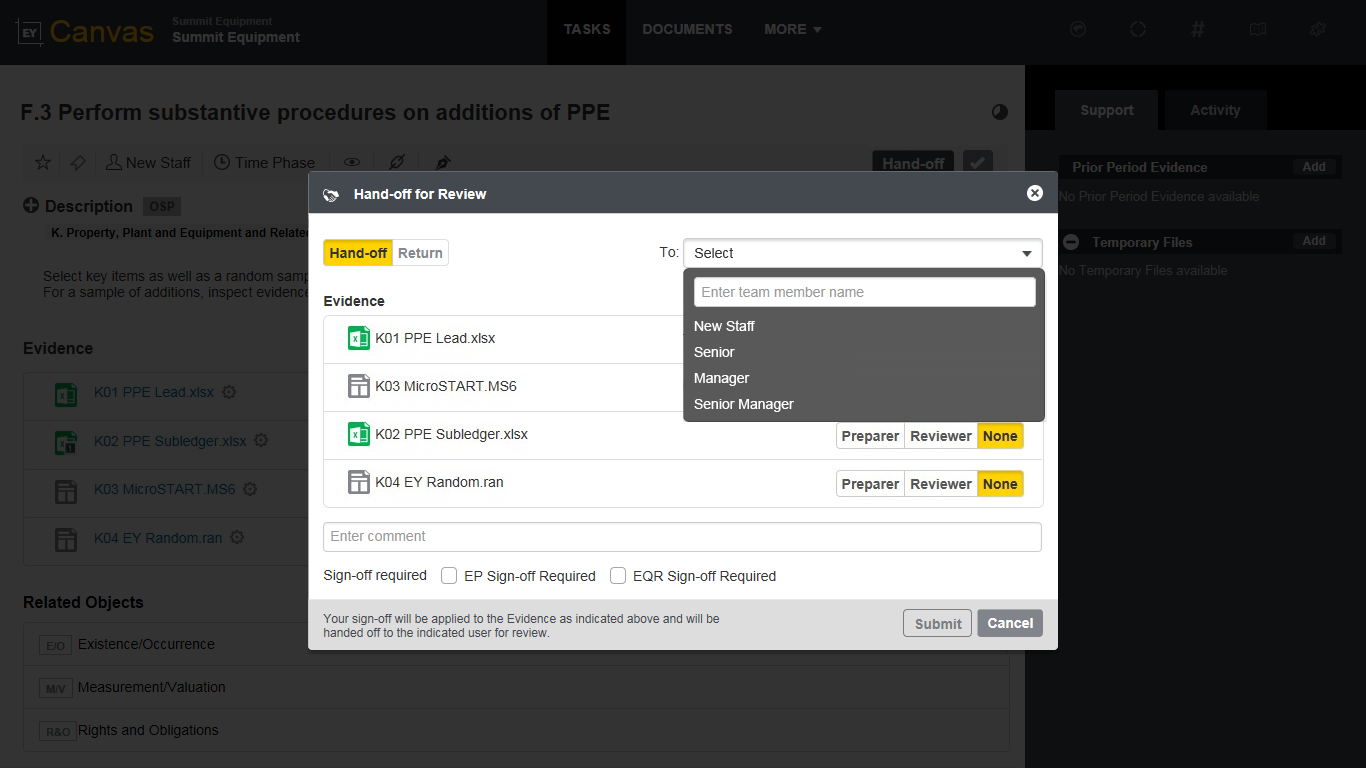 EY Canvas
Summit Equipment
Summit Equipment
TASKS
DOCUMENTS
MORE
#
F.3 Perform substantive procedures on additions of PPE
New Staff
Time Phase
Hand-off
Support
Activity
Prior Period Evidence
Add
No Prior Period Evidence available
Temporary Files
Add
No Temporary Files available
Description OSP
K. Property, Plant and Equipment and Relate
Select key items as well as a random samp
For a sample of additions, inspect evidence
Evidence
K01 PPE Lead.xlsx
K02 PPE Subledger.xlsx
K03 MicroSTART.MS6
K04 EY Random.ran
Related Objects
E/O Existence/Occurrence
M/V Measurement/Valuation
R&O Rights and Obligations
Hand-off for Review
Hand-off Return
To: Select
Enter team member name
New Staff
Senior
Manager
Senior Manager
Evidence
K01 PPE Lead.xlsx
K03 MicroSTART.MS6
K02 PPE Subledger.xlsx
Preparer Reviewer None
K04 EY Random.ran
Preparer Reviewer None
Enter comment
Sign-off required EP Sign-off Required EQR Sign-off Required
Your sign-off will be applied to the Evidence as indicated above and will be
handed off to the indicated user for review.
Submit Cancel